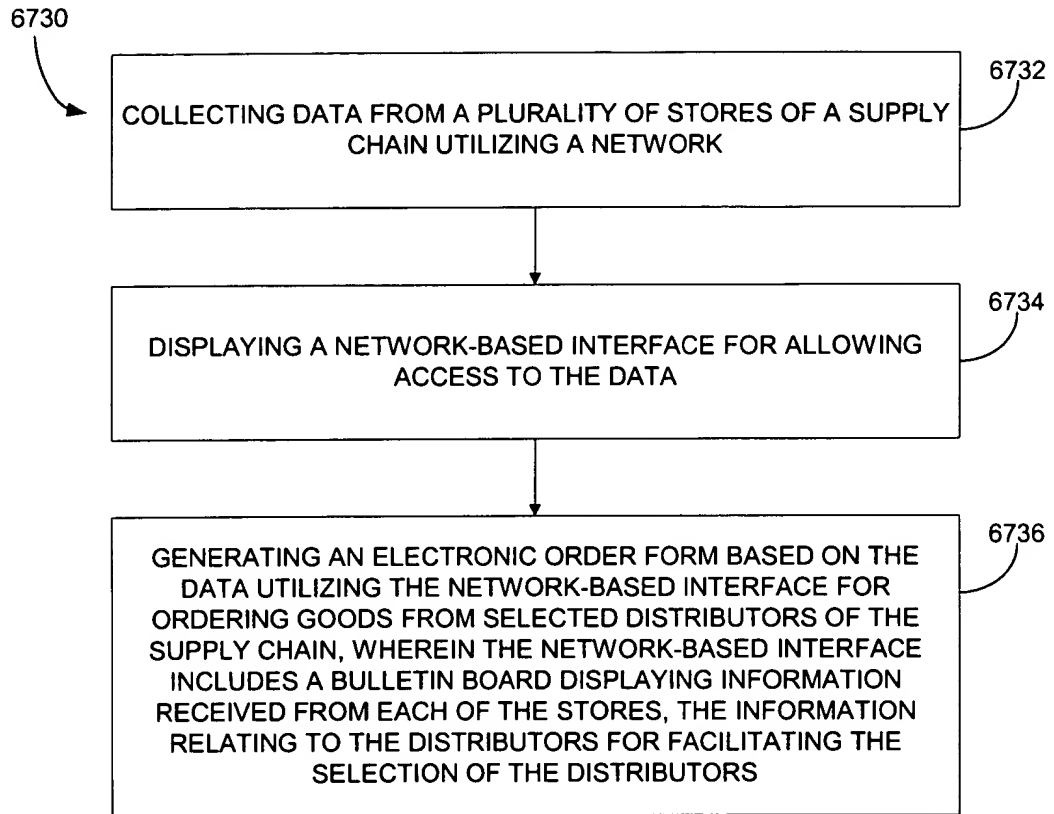 6730
6732
COLLECTING DATA FROM A PLURALITY OF STORES OF A SUPPLY
CHAIN UTILIZING A NETWORK
6734
DISPLAYING A NETWORK-BASED INTERFACE FOR ALLOWING
ACCESS TO THE DATA
6736
GENERATING AN ELECTRONIC ORDER FORM BASED ON THE
DATA UTILIZING THE NETWORK-BASED INTERFACE FOR
ORDERING GOODS FROM SELECTED DISTRIBUTORS OF THE
SUPPLY CHAIN, WHEREIN THE NETWORK-BASED INTERFACE
INCLUDES A BULLETIN BOARD DISPLAYING INFORMATION
RECEIVED FROM EACH OF THE STORES, THE INFORMATION
RELATING TO THE DISTRIBUTORS FOR FACILITATING THE
SELECTION OF THE DISTRIBUTORS